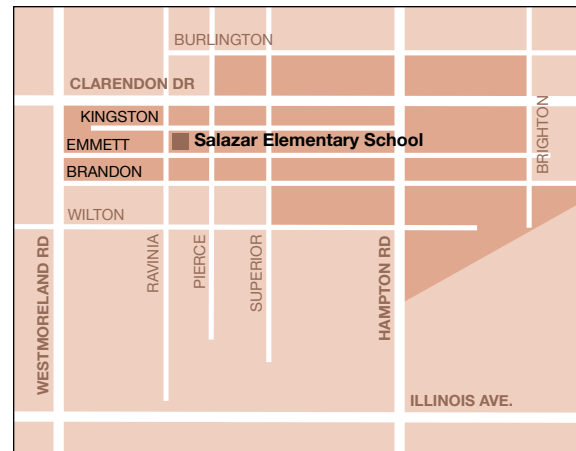 BURLINGTON
CLARENDON DR
KINGSTON
Salazar Elementary School
EMMETT
BRANDON
BRIGHTON
WILTON
WESTMORELAND RD
RAVINIA
PIERCE
SUPERIOR
HAMPTON RD
ILLINOIS AVE.